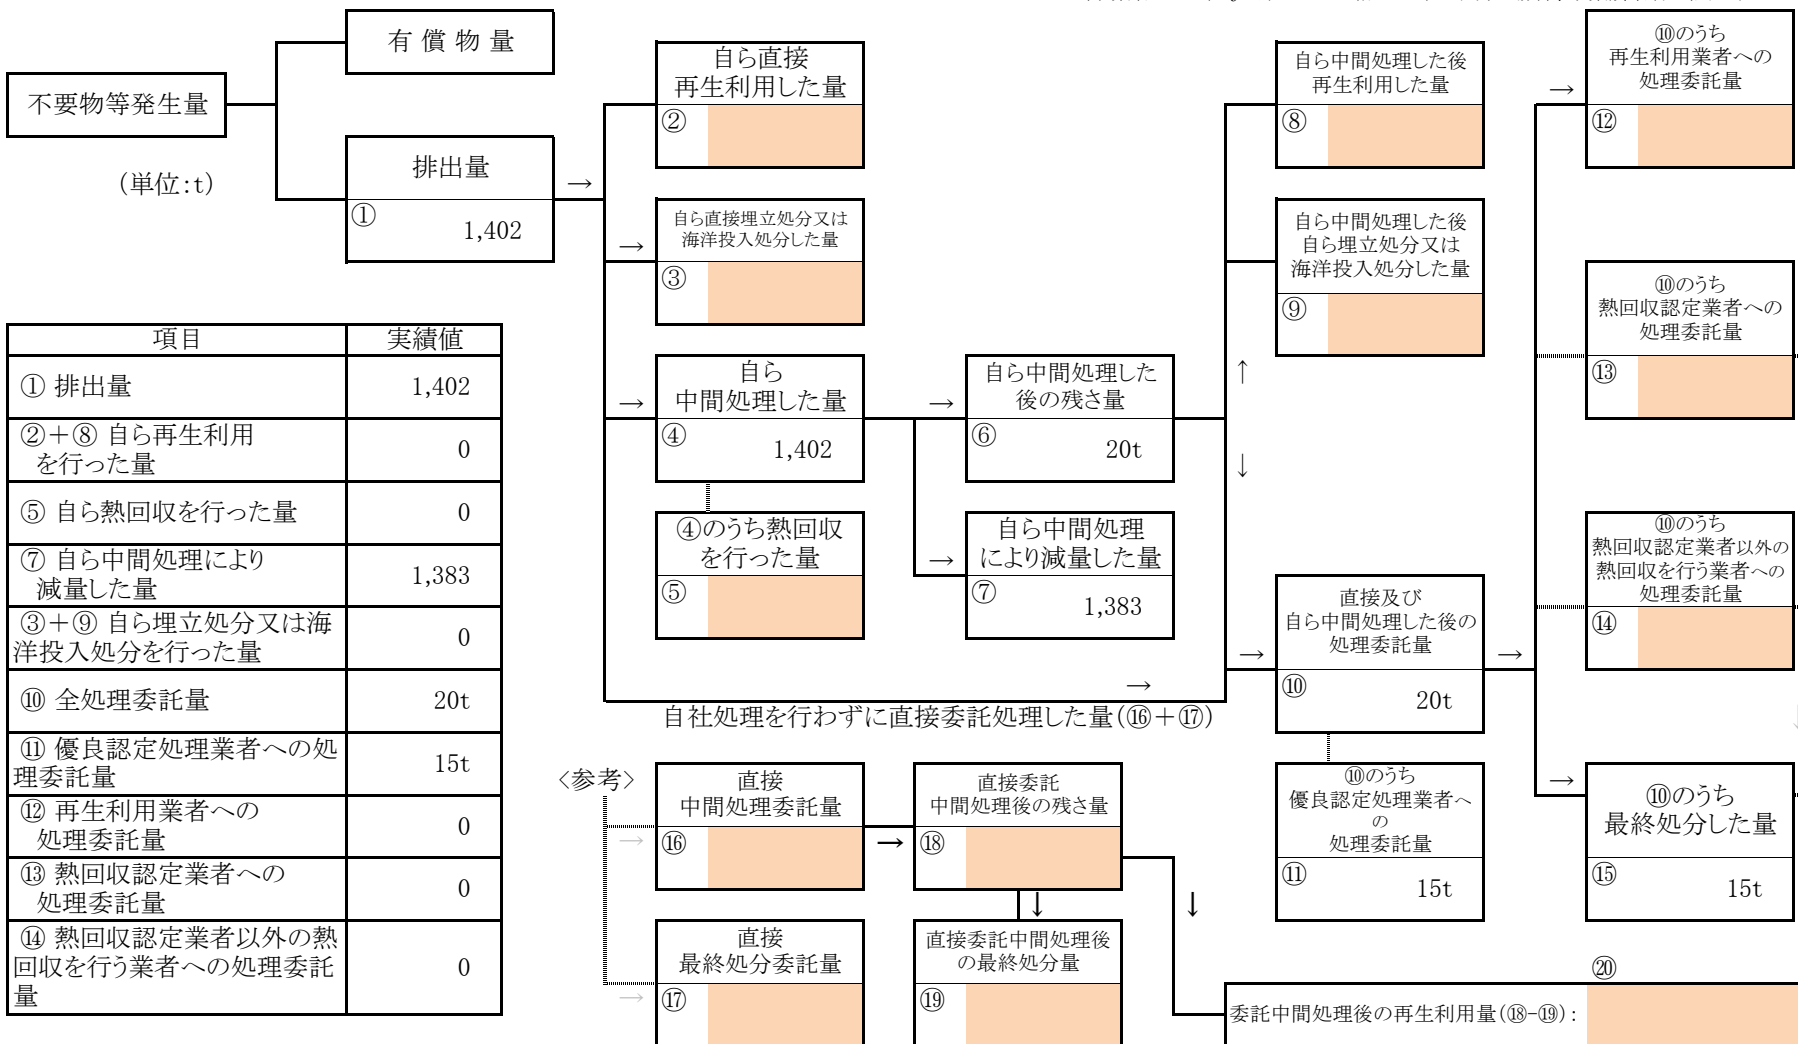 不要物等発生量
(単位:t)
有 償 物 量
排出量
①
1,402
→
自ら直接
再生利用した量
②
自ら直接埋立処分又は
海洋投入処分した量
→
③
自ら
中間処理した量
→
④
1,402
④のうち熱回収
を行った量
⑤
自ら中間処理した
後の残さ量
→
⑥
20t
自ら中間処理
により減量した量
→
⑦
1,383
自ら中間処理した後
再生利用した量
⑧
自ら中間処理した後
自ら埋立処分又は
海洋投入処分した量
⑨
↑
↓
直接及び
自ら中間処理した後の
処理委託量
→
⑩
20t
→
⑩のうち
優良認定処理業者へ
の
処理委託量
⑪
15t
⑩のうち
再生利用業者への
処理委託量
→
⑫
⑩のうち
熱回収認定業者への
処理委託量
⑬
⑩のうち
熱回収認定業者以外の
熱回収を行う業者への
処理委託量
⑭
→
⑩のうち
最終処分した量
⑮
15t
→
自社処理を行わずに直接委託処理した量(⑯+⑰)
項目 実績値
① 排出量 1,402
②+⑧ 自ら再生利用
を行った量 0
⑤ 自ら熱回収を行った量 0
⑦ 自ら中間処理により
減量した量 1,383
③+⑨ 自ら埋立処分又は海
洋投入処分を行った量 0
⑩ 全処理委託量 20t
⑪ 優良認定処理業者への処
理委託量 15t
⑫ 再生利用業者への
処理委託量 0
⑬ 熱回収認定業者への
処理委託量 0
⑭ 熱回収認定業者以外の熱
回収を行う業者への処理委託
量 0
<参考>
直接
中間処理委託量
→
⑯
→
直接委託
中間処理後の残さ量
⑱
↓
↓
直接
最終処分委託量
→
⑰
直接委託中間処理後
の最終処分量
⑲
⑳
委託中間処理後の再生利用量(⑱-⑲):